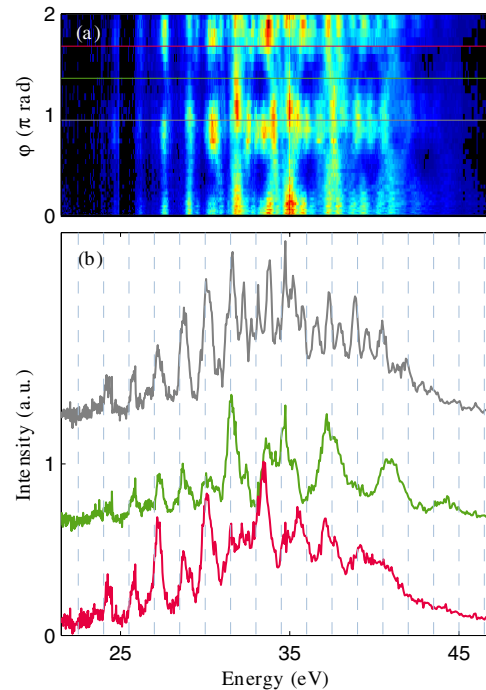 2
(a)
φ (π rad)
1
0
(b)
Intensity (a.u.)
1
0
25
35
45
Energy (eV)